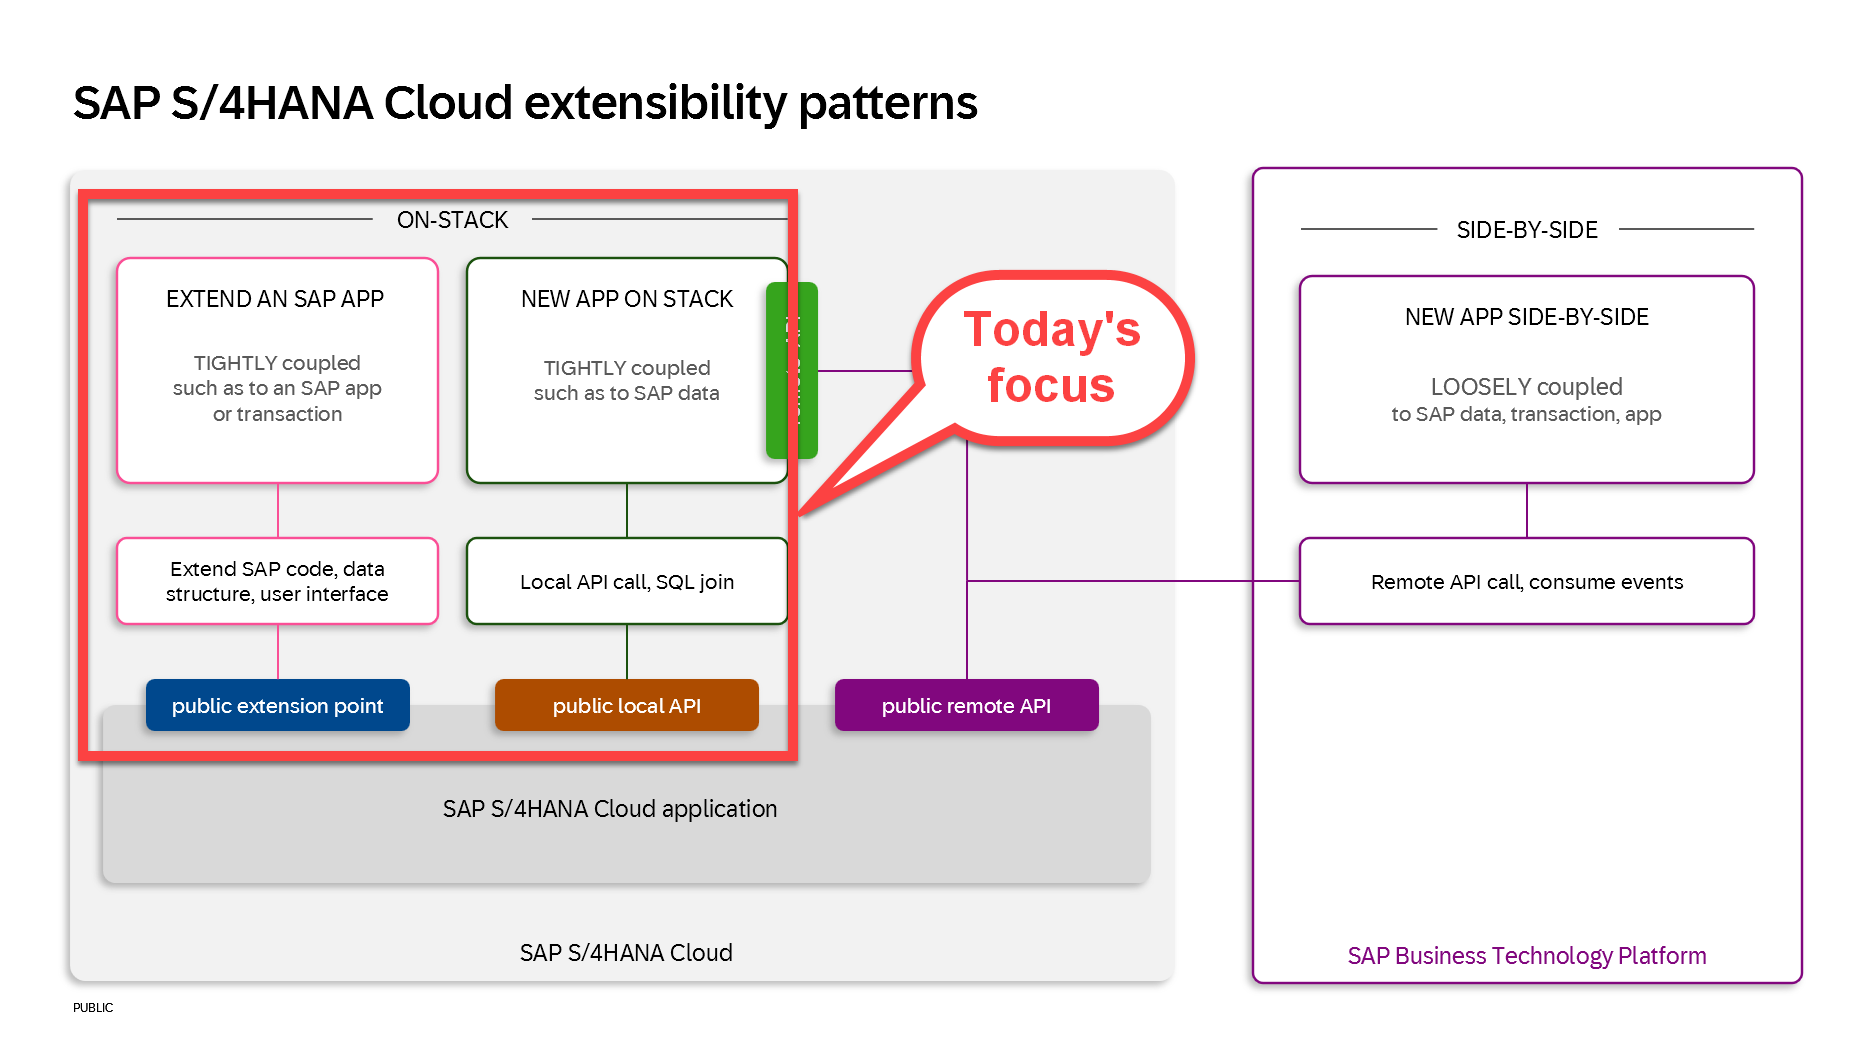 SAP S/4HANA Cloud extensibility patterns
ON-STACK
EXTEND AN SAP APP
TIGHTLY coupled
such as to an SAP app
or transaction
Extend SAP code, data
structure, user interface
public extension point
NEW APP ON STACK
TIGHTLY coupled
such as to SAP data
Local API call, SQL join
public local API
Today's
focus
public remote API
SAP S/4HANA Cloud application
SAP S/4HANA Cloud
SIDE-BY-SIDE
NEW APP SIDE-BY-SIDE
LOOSELY coupled
to SAP data, transaction, app
Remote API call, consume events
SAP Business Technology Platform
PUBLIC